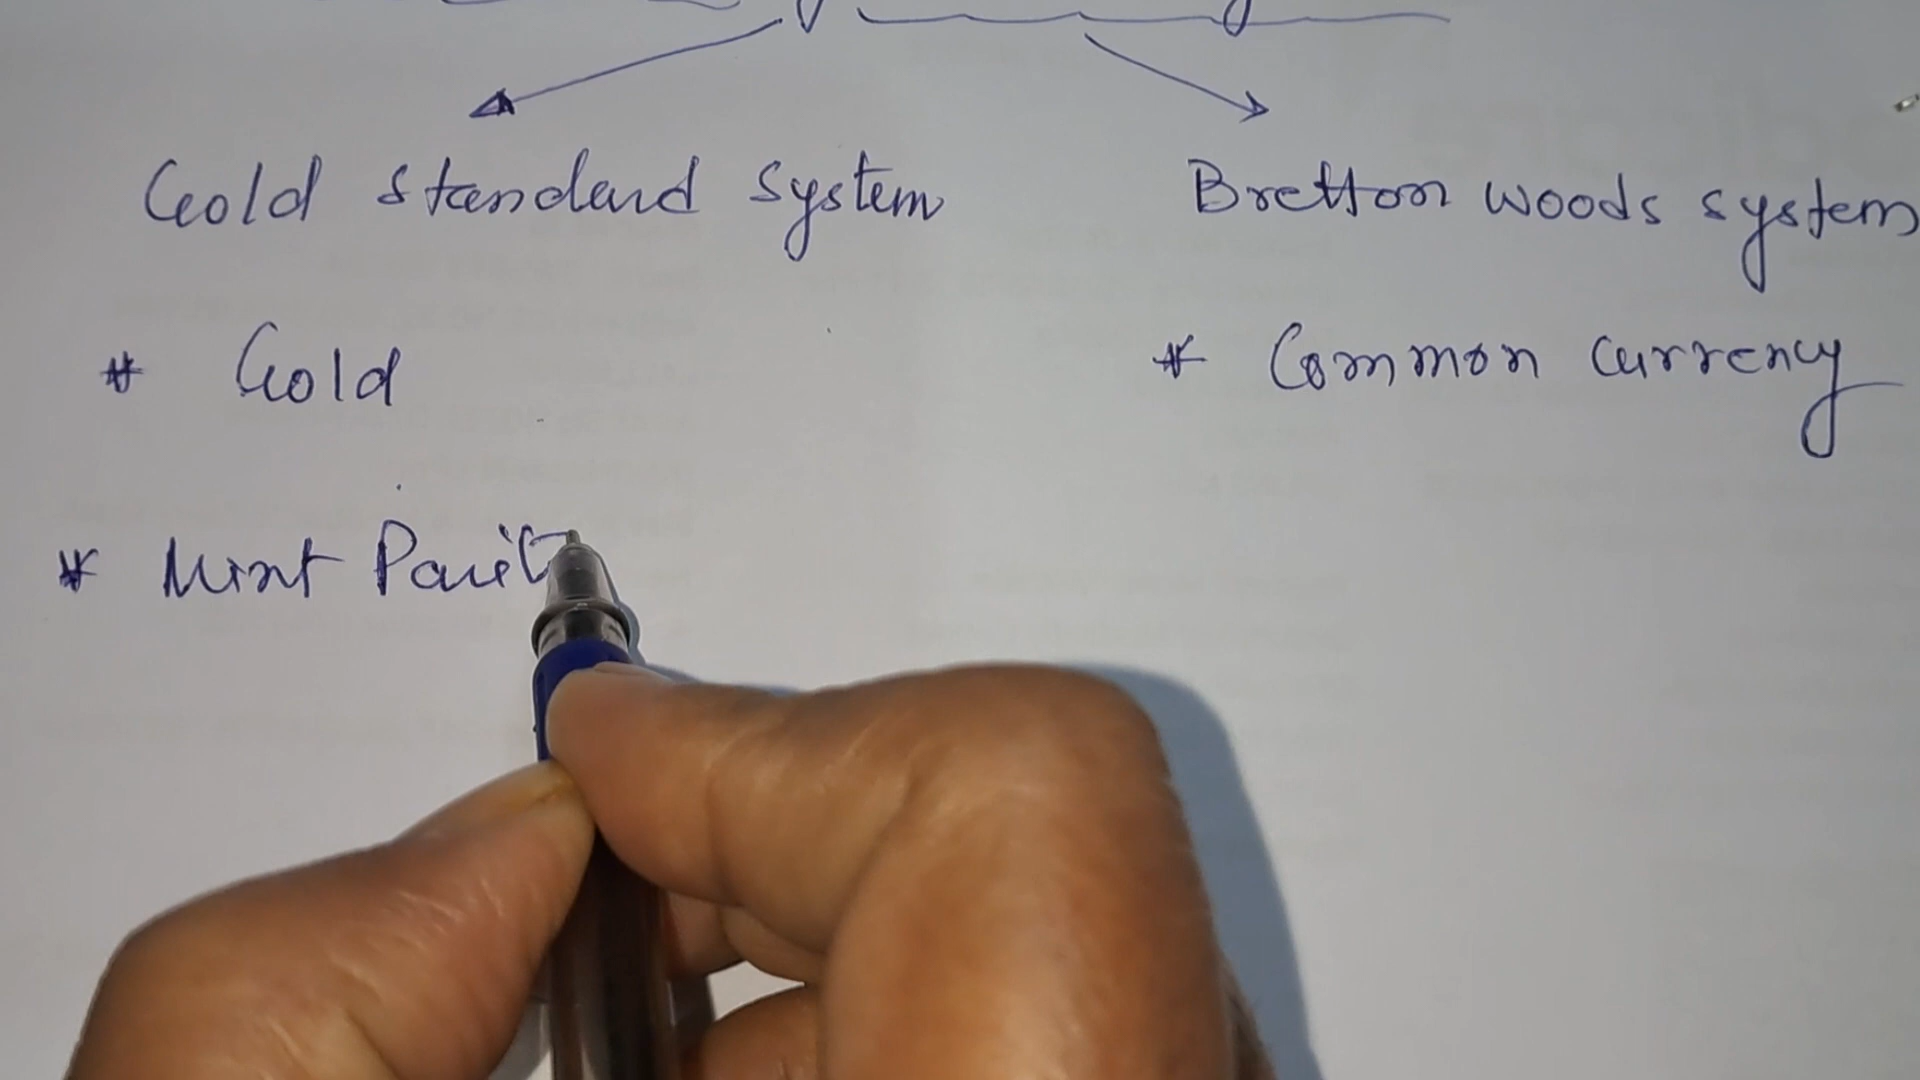 Gold standard system
Bretton woods system
* Gold
* Common currency
* Mint Parit